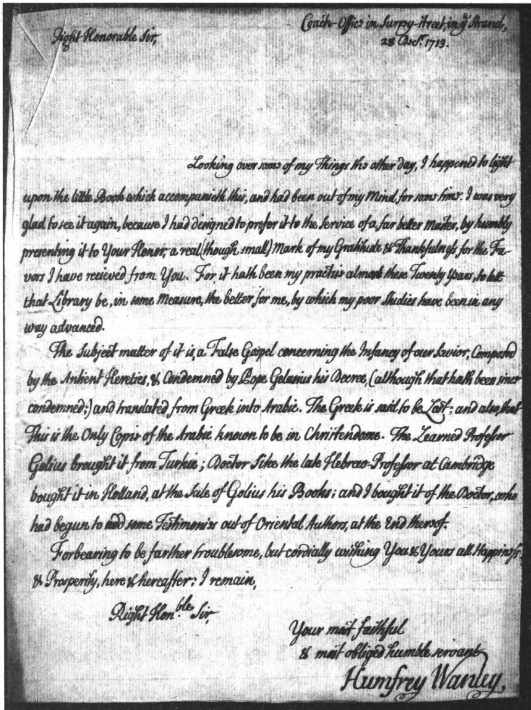 Coach-Office in Surrey-street, in yͤ Strand,
Right Honorable Sir,
28 Decʳ. 1713.
Looking over some of my Things the other day, I happened to light
upon the little Book which accompanieth this, and had been out of my Mind for some time. I was very
glad to see it again, because I had designed to prefer it to the Service of a far better Master, by humbly
presenting it to Your Honor, a real (though small) Mark of my Gratitude & Thankfulness for the Fa-
vors I have recieved from You. For it hath been my practise almost these Twenty Years, to lett
that Library be, in some Measure, the better for me, by which my poor Studies have been in any
way advanced.
The Subject matter of it is, a False Gospel concerning the Infancy of our Savior, Composed
by the Antient Heretics, & Condemned by Pope Gelasius his Decree, (although that hath been since
condemned:) and translated from Greek into Arabic. The Greek is said to be Lost: and also, that
This is the Only Copie of the Arabic known to be in Christendome. The Learned Professor
Golius brought it from Turkie; Doctor Sike the late Hebrew-Professor at Cambridge
bought it in Holland, at the Sale of Golius his Books; and I bought it of the Doctor, who
had begun to add some Testimonies out of Oriental Authors, at the End thereof.
Forbearing to be farther troublesome, but cordially wishing You & Yours all Happiness,
& Prosperity, here & hereafter; I remain,
Right Hon.ble Sir,
Your most faithful
& most obliged humble servant
Humfrey Wanley.